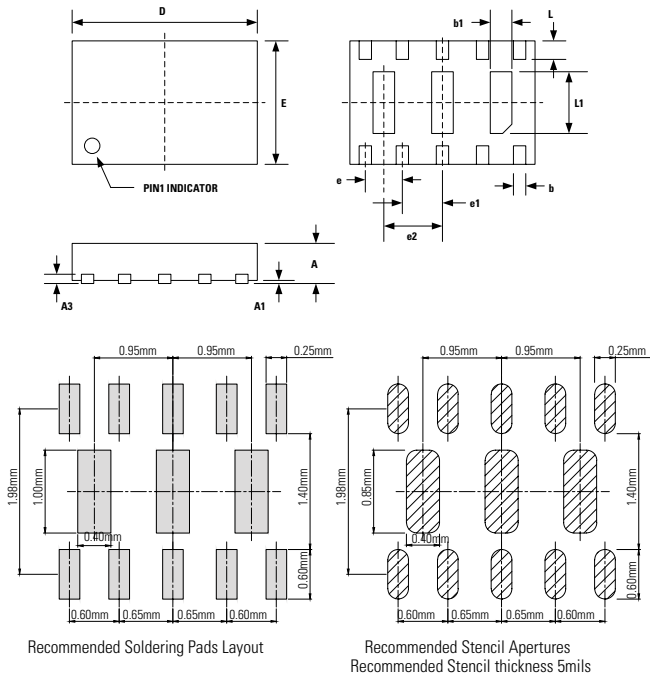 D
E
PIN1 INDICATOR
b1
L
L1
e
e1
b
e2
A
A3
A1
0.95mm
0.95mm
0.25mm
1.98mm
1.00mm
0.40mm
1.40mm
0.60mm
0.60mm
0.65mm
0.65mm
0.60mm
Recommended Soldering Pads Layout
0.95mm
0.95mm
0.25mm
1.98mm
0.85mm
0.40mm
1.40mm
0.60mm
0.60mm
0.65mm
0.65mm
0.60mm
Recommended Stencil Apertures
Recommended Stencil thickness 5mils